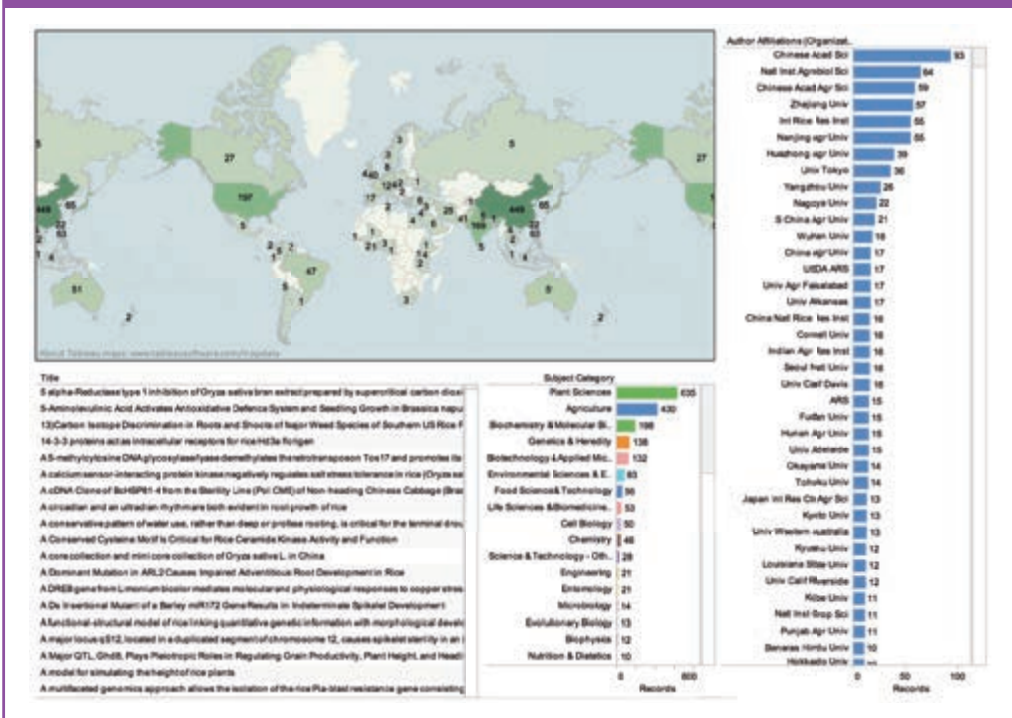 27
197
5
47
5
1
51
2
3
5
17
3
5
449
65
22
63
5
2
About Tableau maps: www.tablesoftware.com/mapdata
Title
5 alpha-Reductase type 1 inhibition of Oryza sativa bran extract prepared by supercritical carbon dioxi
5-Aminolevulinic Acid Activates Antioxidative Defence System and Seedling Growth in Brassica napu
13)Carbon Isotope Discrimination in Roots and Shoots of Major Weed Species of Southern US Rice F
14-3-3 proteins act as intracellular receptors for rice Hd3a florigen
A 5-methylcytosine DNA glycosylase/lyase demethylates the retrotransposon Tos17 and promotes its
A calcium sensor-interacting protein kinase negatively regulates salt stress tolerance in rice (Oryza sa
A cDNA Clone of BcHSP81-4 from the Sterility Line (Pol CMS) of Non-heading Chinese Cabbage (Bras
A circadian and an ultradian rhythm are both evident in root growth of rice
A conservative pattern of water use, rather than deep or profuse rooting, is critical for the terminal drou
A Conserved Cysteine Motif Is Critical for Rice Ceramide Kinase Activity and Function
A core collection and mini core collection of Oryza sativa L. in China
A Dominant Mutation in ARL2 Causes Impaired Adventitious Root Development in Rice
A DREB gene from Limonium bicolor mediates molecular and physiological responses to copper stres
A Ds Insertional Mutant of a Barley miR172 Gene Results in Indeterminate Spikelet Development
A functional-structural model of rice linking quantitative genetic information with morphological develo
A major locus qS12, located in a duplicated segment of chromosome 12, causes spikelet sterility in an i
A Major QTL, Ghd8, Plays Pleiotropic Roles in Regulating Grain Productivity, Plant Height, and Headi
A model for simulating the height of rice plants
A multifaceted genomics approach allows the isolation of the rice Pia-blast resistance gene consisting
Subject Category
Plant Sciences 635
Agriculture 430
Biochemistry & Molecular Bi.. 198
Genetics & Heredity 138
Biotechnology & Applied Mic.. 132
Environmental Sciences & E.. 83
Food Science & Technology 56
Life Sciences & Biomedicine.. 53
Cell Biology 50
Chemistry 46
Science & Technology - Oth.. 28
Engineering 21
Entomology 21
Microbiology 14
Evolutionary Biology 13
Biophysics 12
Nutrition & Dietetics 10
0 800
Records
Author Affiliations (Organizat..
Chinese Acad Sci 93
Natl Inst Agrobiol Sci 64
Chinese Acad Agr Sci 59
Zhejiang Univ 57
Int Rice Res Inst 55
Nanjing Agr Univ 55
Huazhong Agr Univ 39
Univ Tokyo 36
Yangzhou Univ 26
Nagoya Univ 22
S China Agr Univ 21
Wuhan Univ 18
China Agr Univ 17
USDA ARS 17
Univ Agr Faisalabad 17
Univ Arkansas 17
China Natl Rice Res Inst 16
Cornell Univ 16
Indian Agr Res Inst 16
Seoul Natl Univ 16
Univ Calif Davis 16
ARS 15
Fudan Univ 15
Hunan Agr Univ 15
Univ Adelaide 15
Okayama Univ 14
Tohoku Univ 14
Japan Int Res Ctr Agr Sci 13
Kyoto Univ 13
Univ Western Australia 13
Kyushu Univ 12
Louisiana State Univ 12
Univ Calif Riverside 12
Kobe Univ 11
Natl Inst Crop Sci 11
Punjab Agr Univ 11
Banaras Hindu Univ 10
Hokkaido Univ
0 50 100
Records